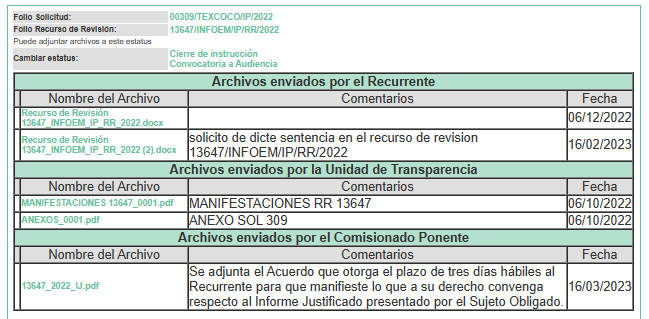 Folio Solicitud: 00309/TEXCOCO/IP/2022
Folio Recurso de Revisión: 13647/INFOEM/IP/RR/2022
Puede adjuntar archivos a este estatus
Cambiar estatus: Cierre de instrucción
Convocatoria a Audiencia
Archivos enviados por el Recurrente
Nombre del Archivo Comentarios Fecha
Recurso de Revisión
13647_INFOEM_IP_RR_2022.docx 06/12/2022
Recurso de Revisión solicito de dicte sentencia en el recurso de revision
13647_INFOEM_IP_RR_2022 (2).docx 13647/INFOEM/IP/RR/2022 16/02/2023
Archivos enviados por la Unidad de Transparencia
Nombre del Archivo Comentarios Fecha
MANIFESTACIONES 13647_0001.pdf MANIFESTACIONES RR 13647 06/10/2022
ANEXOS_0001.pdf ANEXO SOL 309 06/10/2022
Archivos enviados por el Comisionado Ponente
Nombre del Archivo Comentarios Fecha
Se adjunta el Acuerdo que otorga el plazo de tres días hábiles al
13647_2022_IJ.pdf Recurrente para que manifieste lo que a su derecho convenga 16/03/2023
respecto al Informe Justificado presentado por el Sujeto Obligado.